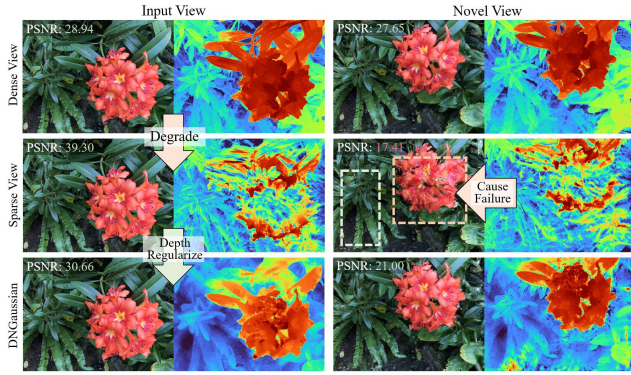 Input View
Novel View
Dense View
PSNR: 28.94
PSNR: 27.65
Degrade
Sparse View
PSNR: 39.30
PSNR: 17.41
Cause
Failure
Depth
Regularize
DNGaussian
PSNR: 30.66
PSNR: 21.00